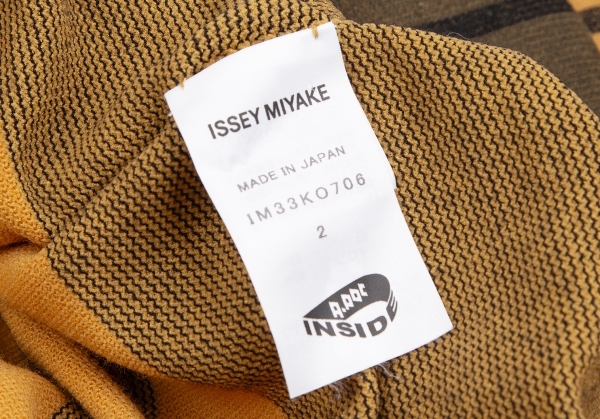 ISSEY MIYAKE
MADE IN JAPAN
IM33KO706
2
A-POC
INSIDE